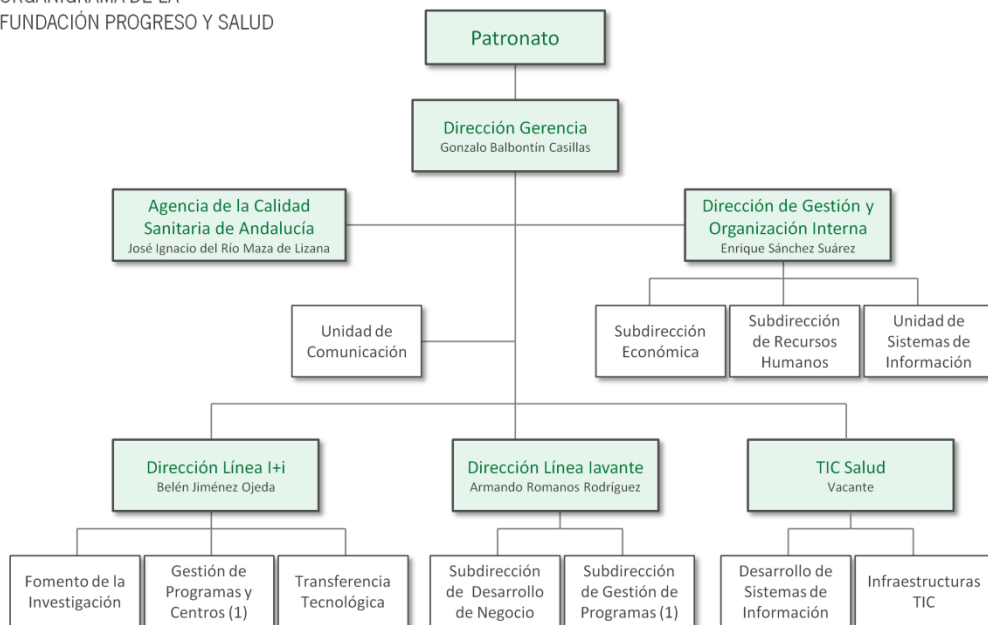 ORGANIGRAMA DE LA
FUNDACIÓN PROGRESO Y SALUD
Patronato
Dirección Gerencia
Gonzalo Balbontín Casillas
Agencia de la Calidad
Sanitaria de Andalucía
José Ignacio del Río Maza de Lizana
Dirección de Gestión y
Organización Interna
Enrique Sánchez Suárez
Unidad de
Comunicación
Subdirección
Económica
Subdirección
de Recursos
Humanos
Unidad de
Sistemas de
Información
Dirección Línea I+i
Belén Jiménez Ojeda
Dirección Línea Iavante
Armando Romanos Rodríguez
TIC Salud
Vacante
Fomento de la
Investigación
Gestión de
Programas y
Centros (1)
Transferencia
Tecnológica
Subdirección
de Desarrollo
de Negocio
Subdirección
de Gestión de
Programas (1)
Desarrollo de
Sistemas de
Información
Infraestructuras
TIC